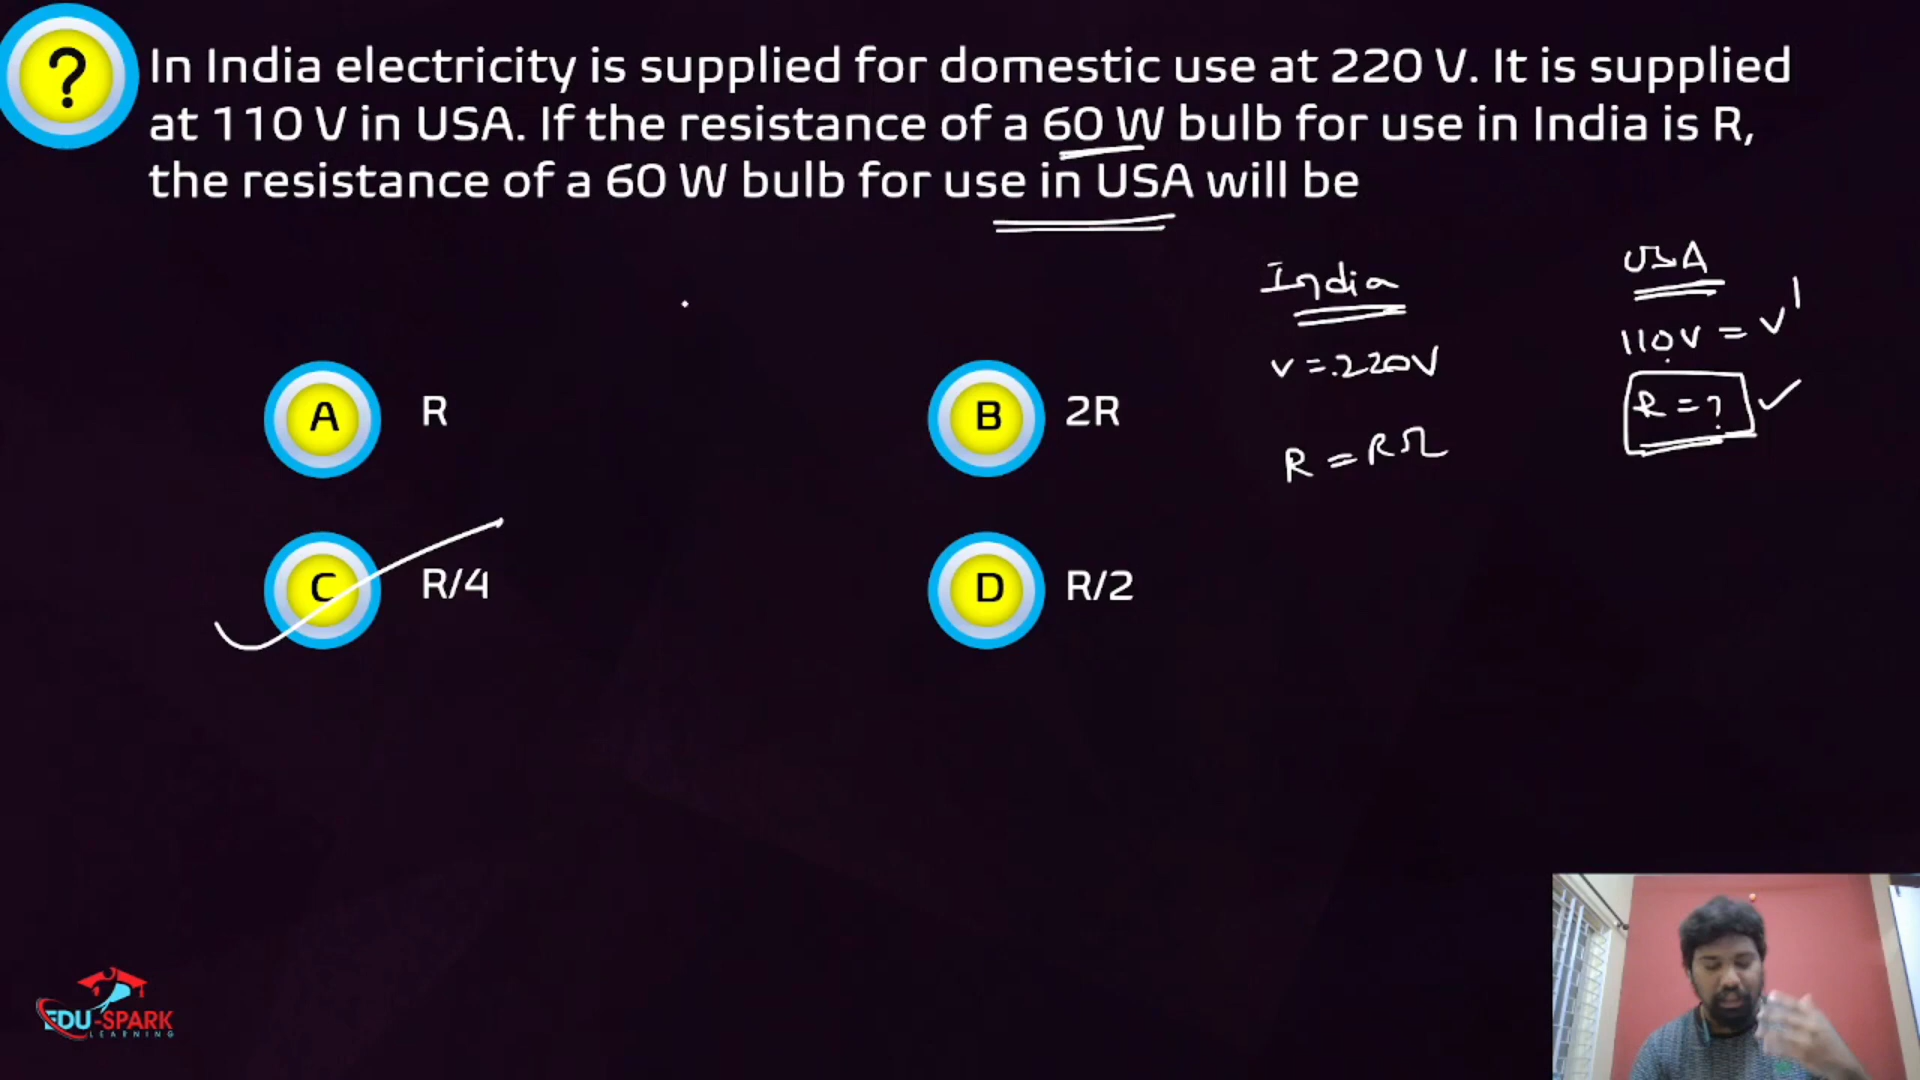 ?
In India electricity is supplied for domestic use at 220 V. It is supplied
at 110 V in USA. If the resistance of a 60 W bulb for use in India is R,
the resistance of a 60 W bulb for use in USA will be
India
V = 220V
R = RΩ
USA
110V = V'
R = ?
A R
B 2R
C R/4
D R/2
EDU-SPARK
LEARNING